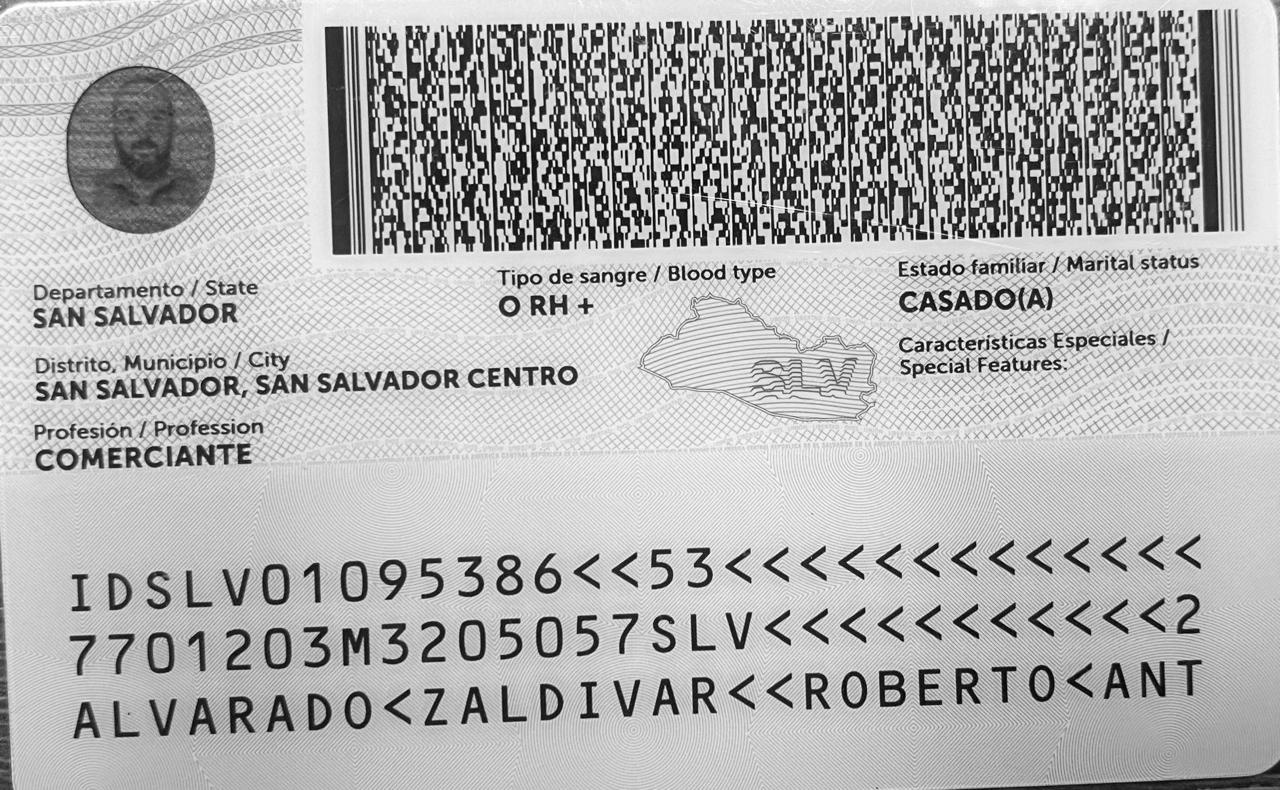 Departamento / State
SAN SALVADOR
Tipo de sangre / Blood type
O RH +
Estado familiar / Marital status
CASADO(A)
Distrito, Municipio / City
SAN SALVADOR, SAN SALVADOR CENTRO
Características Especiales /
Special Features:
SLV
Profesión / Profession
COMERCIANTE
IDSLV01095386<<53<<<<<<<<<<<<<
7701203M3205057SLV<<<<<<<<<<<2
ALVARADO<ZALDIVAR<<ROBERTO<ANT